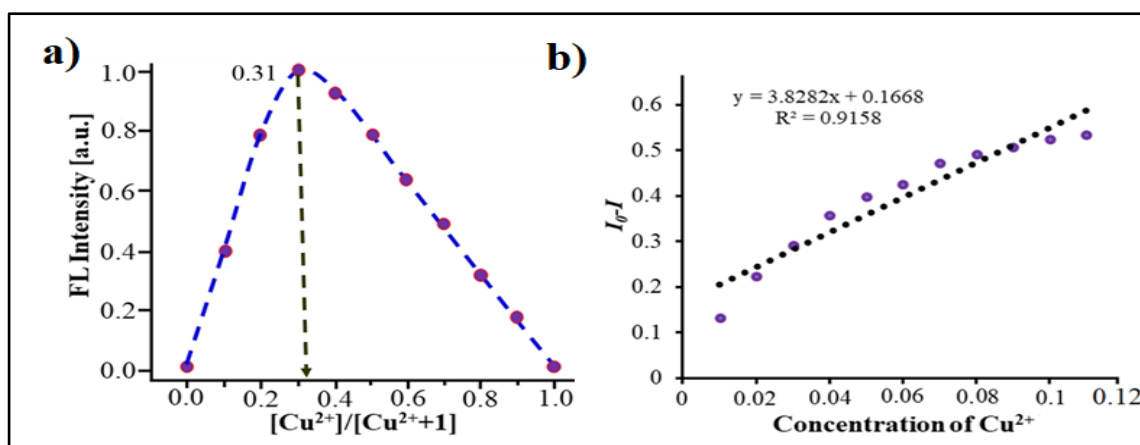 a)
0.31
1.0
0.8
0.6
0.4
0.2
0.0
FL Intensity [a.u.]
0.0 0.2 0.4 0.6 0.8 1.0
[Cu²⁺]/[Cu²⁺+1]
b)
y = 3.8282x + 0.1668
R² = 0.9158
0.6
0.5
0.4
0.3
0.2
0.1
0
I₀-I
0 0.02 0.04 0.06 0.08 0.1 0.12
Concentration of Cu²⁺